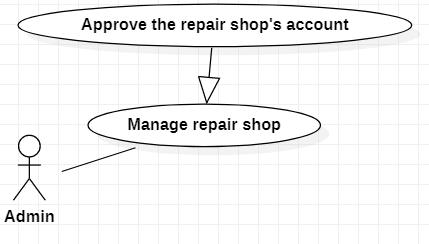 Approve the repair shop's account
Manage repair shop
Admin